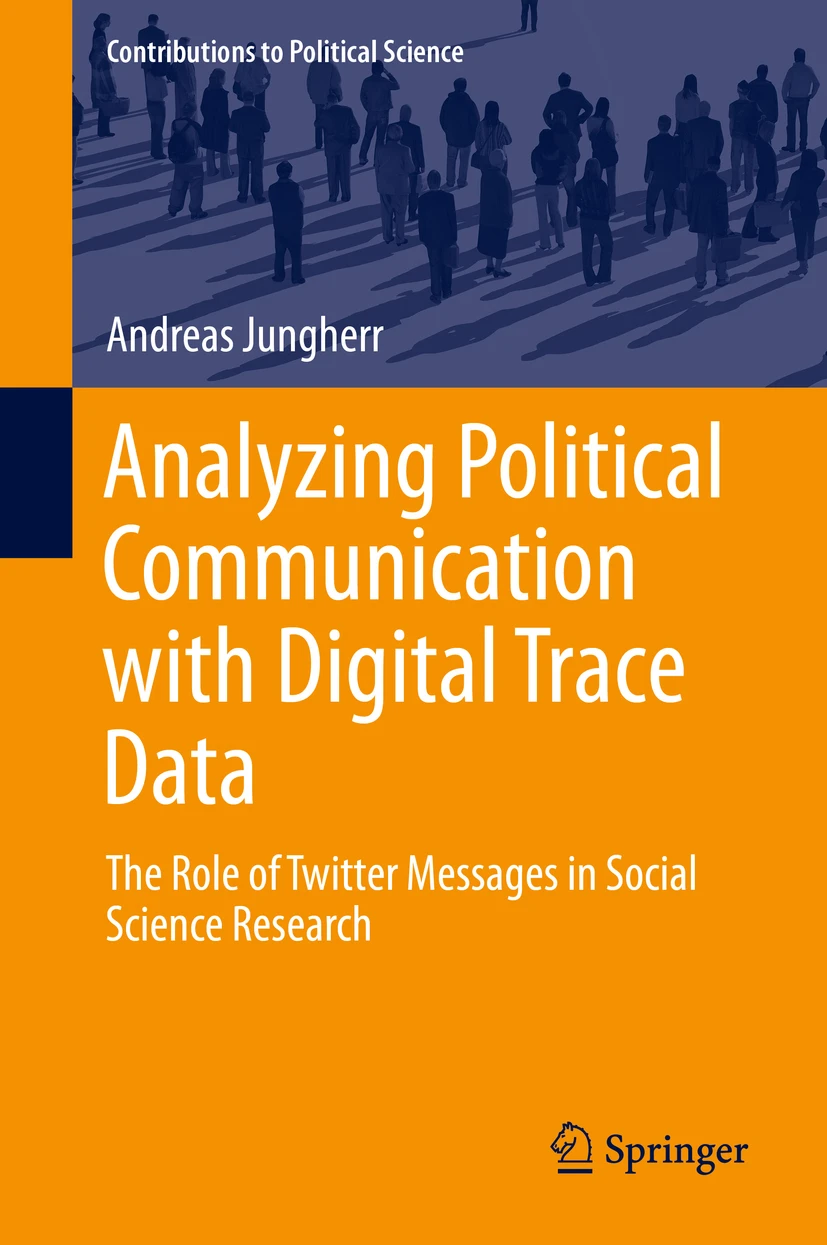 Contributions to Political Science
Andreas Jungherr
Analyzing Political
Communication
with Digital Trace
Data
The Role of Twitter Messages in Social
Science Research
Springer